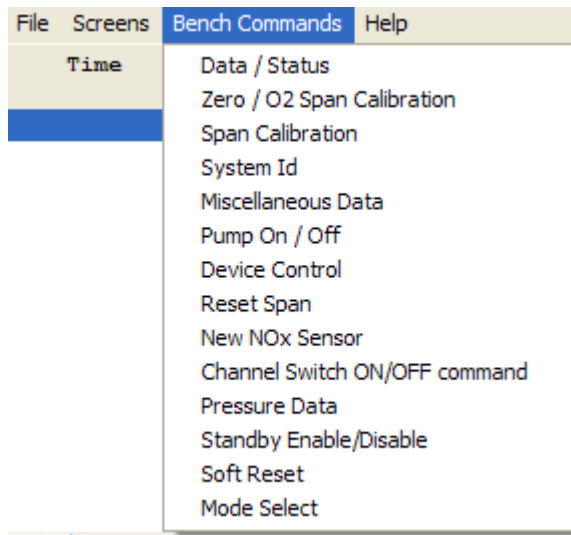 File Screens Bench Commands Help
Time
Data / Status
Zero / O2 Span Calibration
Span Calibration
System Id
Miscellaneous Data
Pump On / Off
Device Control
Reset Span
New NOx Sensor
Channel Switch ON/OFF command
Pressure Data
Standby Enable/Disable
Soft Reset
Mode Select